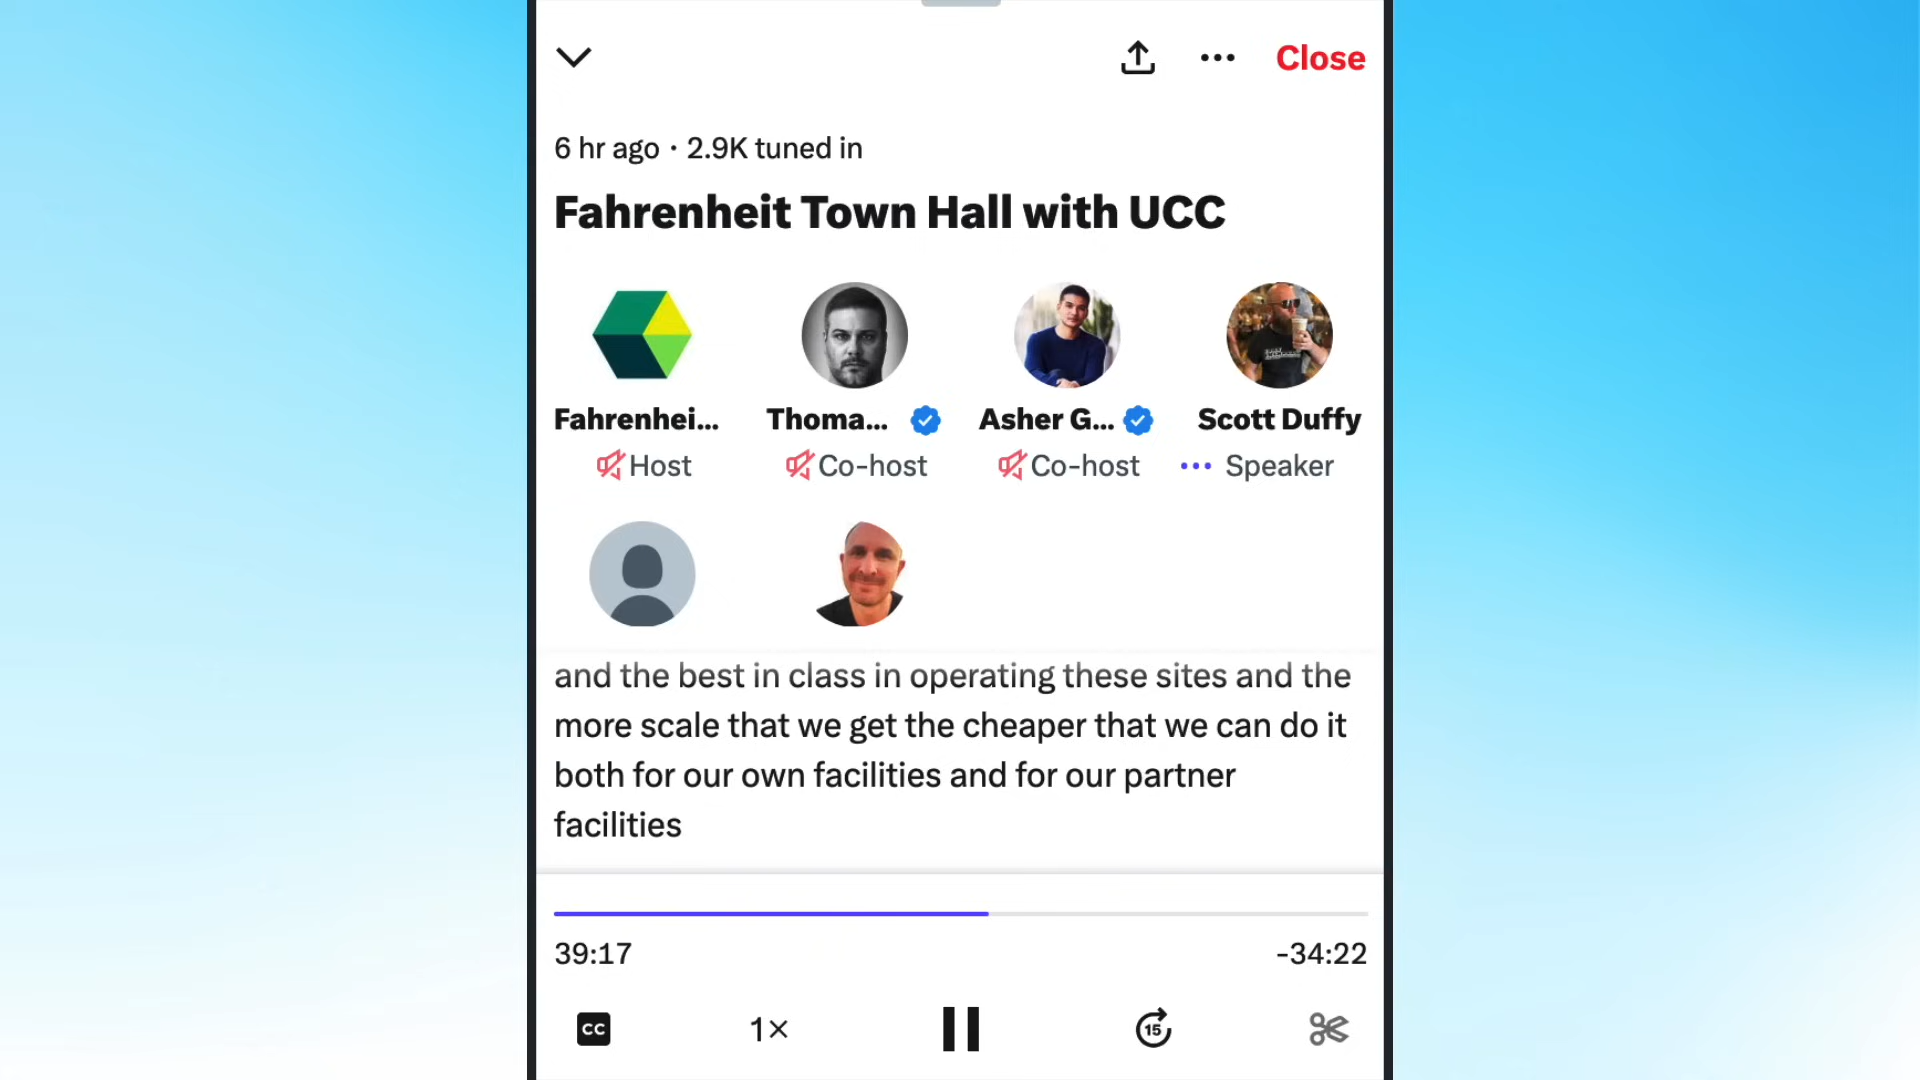 Close
6 hr ago · 2.9K tuned in
Fahrenheit Town Hall with UCC
Fahrenhei... Thoma... Asher G... Scott Duffy
Host Co-host Co-host Speaker
and the best in class in operating these sites and the
more scale that we get the cheaper that we can do it
both for our own facilities and for our partner
facilities
39:17 -34:22
CC 1× 15